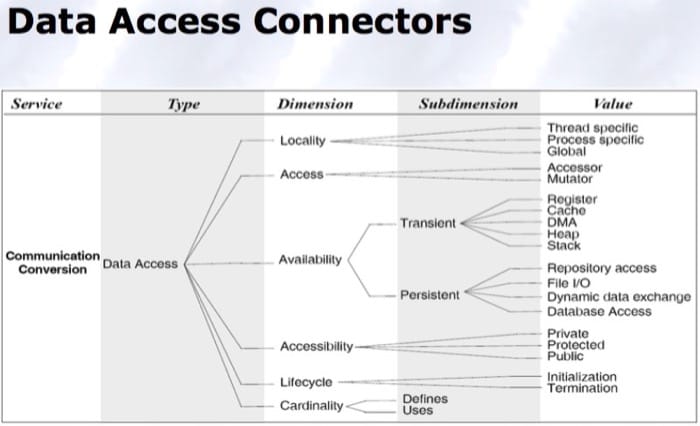 Data Access Connectors
Service Type Dimension Subdimension Value
Thread specific
Process specific
Global
Locality
Accessor
Mutator
Access
Register
Cache
DMA
Heap
Stack
Transient
Communication
Conversion
Data Access
Availability
Repository access
File I/O
Dynamic data exchange
Database Access
Persistent
Private
Protected
Public
Accessibility
Initialization
Termination
Lifecycle
Cardinality
Defines
Uses